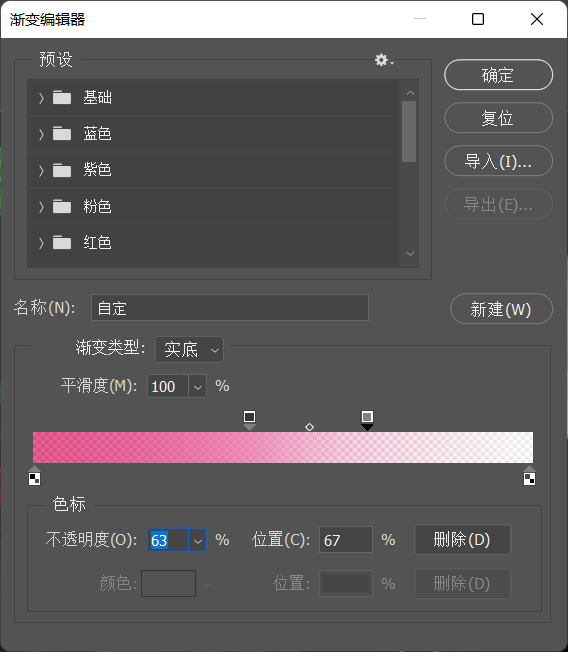 渐变编辑器
预设
基础
蓝色
紫色
粉色
红色
确定
复位
导入(I)...
导出(E)...
名称(N): 自定
新建(W)
渐变类型: 实底
平滑度(M): 100 %
色标
不透明度(O): 63 % 位置(C): 67 % 删除(D)
颜色: 位置: % 删除(D)